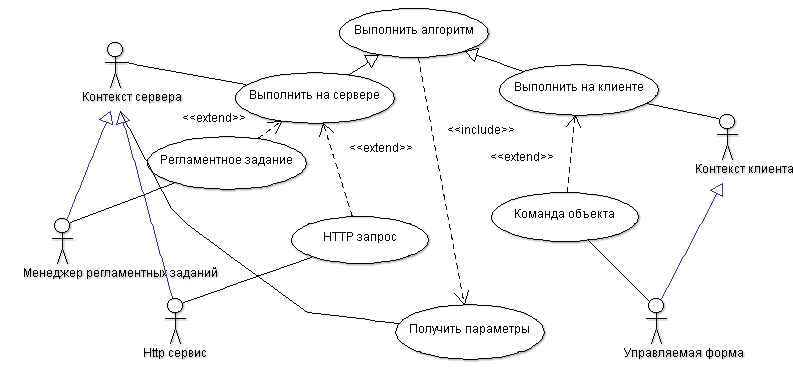 Выполнить алгоритм
Контекст сервера
Выполнить на сервере
Выполнить на клиенте
<<extend>>
<<include>>
<<extend>>
<<extend>>
Регламентное задание
Контекст клиента
Команда объекта
HTTP запрос
Менеджер регламентных заданий
Получить параметры
Http сервис
Управляемая форма